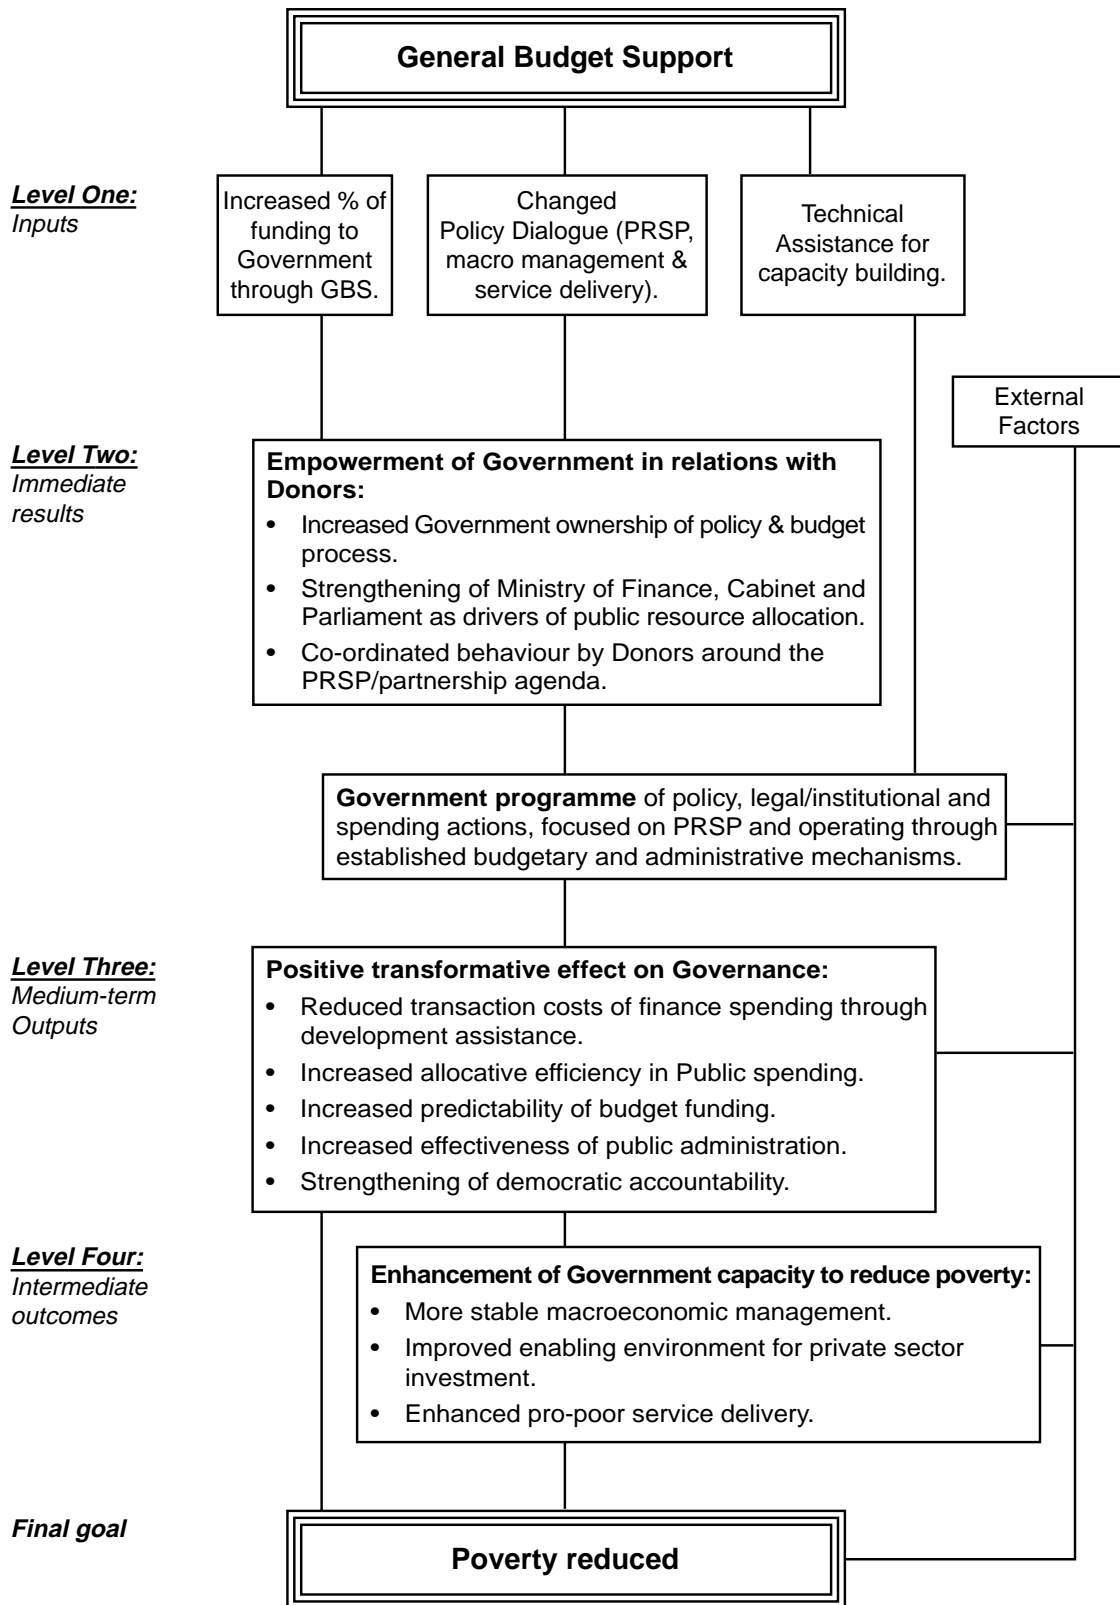 General Budget Support
Level One:
Inputs
Increased % of
funding to
Government
through GBS.
Changed
Policy Dialogue (PRSP,
macro management &
service delivery).
Technical
Assistance for
capacity building.
External
Factors
Level Two:
Immediate
results
Empowerment of Government in relations with
Donors:
• Increased Government ownership of policy & budget
process.
• Strengthening of Ministry of Finance, Cabinet and
Parliament as drivers of public resource allocation.
• Co-ordinated behaviour by Donors around the
PRSP/partnership agenda.
Government programme of policy, legal/institutional and
spending actions, focused on PRSP and operating through
established budgetary and administrative mechanisms.
Level Three:
Medium-term
Outputs
Positive transformative effect on Governance:
• Reduced transaction costs of finance spending through
development assistance.
• Increased allocative efficiency in Public spending.
• Increased predictability of budget funding.
• Increased effectiveness of public administration.
• Strengthening of democratic accountability.
Level Four:
Intermediate
outcomes
Enhancement of Government capacity to reduce poverty:
• More stable macroeconomic management.
• Improved enabling environment for private sector
investment.
• Enhanced pro-poor service delivery.
Final goal
Poverty reduced